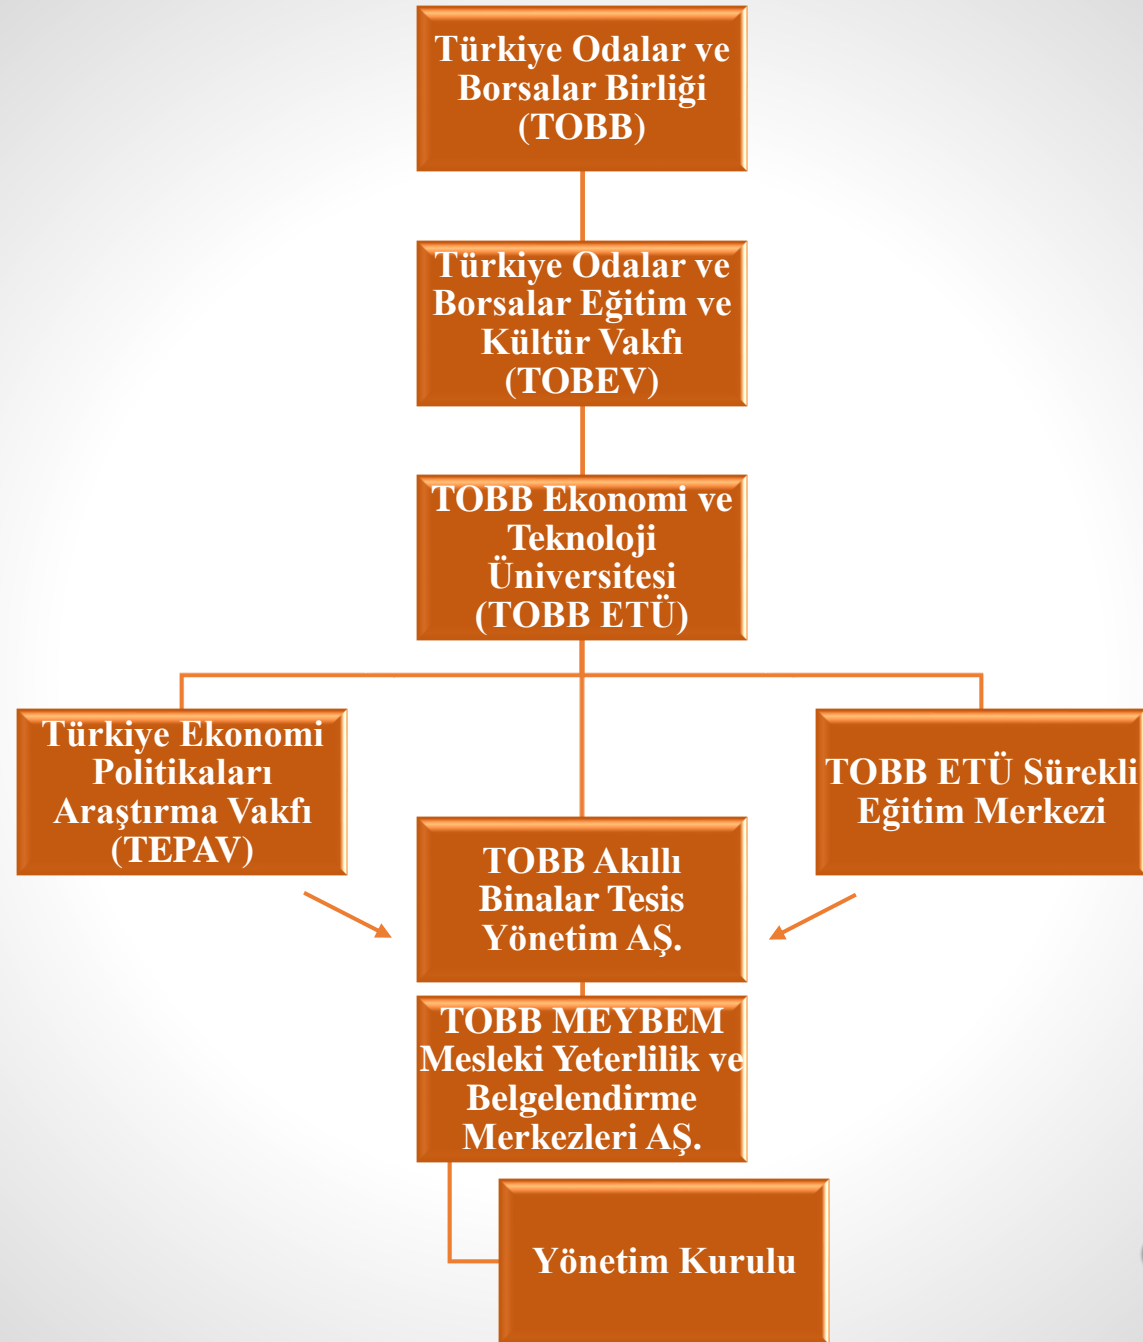 Türkiye Odalar ve
Borsalar Birliği
(TOBB)
Türkiye Odalar ve
Borsalar Eğitim ve
Kültür Vakfı
(TOBEV)
TOBB Ekonomi ve
Teknoloji
Üniversitesi
(TOBB ETÜ)
Türkiye Ekonomi
Politikaları
Araştırma Vakfı
(TEPAV)
TOBB Akıllı
Binalar Tesis
Yönetim AŞ.
TOBB ETÜ Sürekli
Eğitim Merkezi
TOBB MEYBEM
Mesleki Yeterlilik ve
Belgelendirme
Merkezleri AŞ.
Yönetim Kurulu